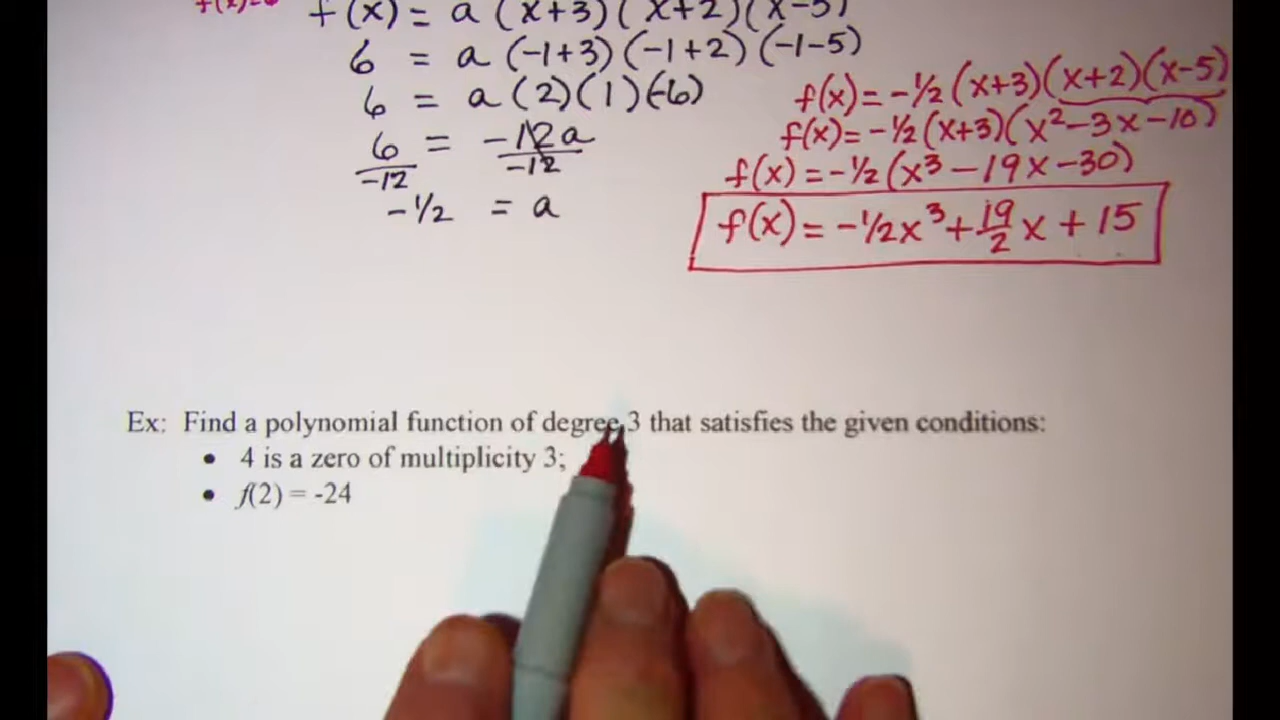 f(x)=6
f(x) = a (x+3)(x+2)(x-5)
6 = a (-1+3)(-1+2)(-1-5)
6 = a (2)(1)(-6)
6/-12 = -12a/-12
-1/2 = a
f(x) = -1/2 (x+3)(x+2)(x-5)
f(x) = -1/2 (x+3)(x²-3x-10)
f(x) = -1/2 (x³-19x-30)
f(x) = -1/2x³ + 19/2 x + 15
Ex: Find a polynomial function of degree 3 that satisfies the given conditions:
• 4 is a zero of multiplicity 3;
• f(2) = -24